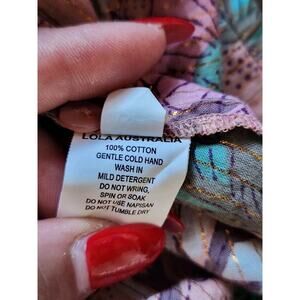 LOLA AUSTRALIA
100% COTTON
GENTLE COLD HAND
WASH IN
MILD DETERGENT
DO NOT WRING,
SPIN OR SOAK
DO NOT USE NAPISAN
DO NOT TUMBLE DRY